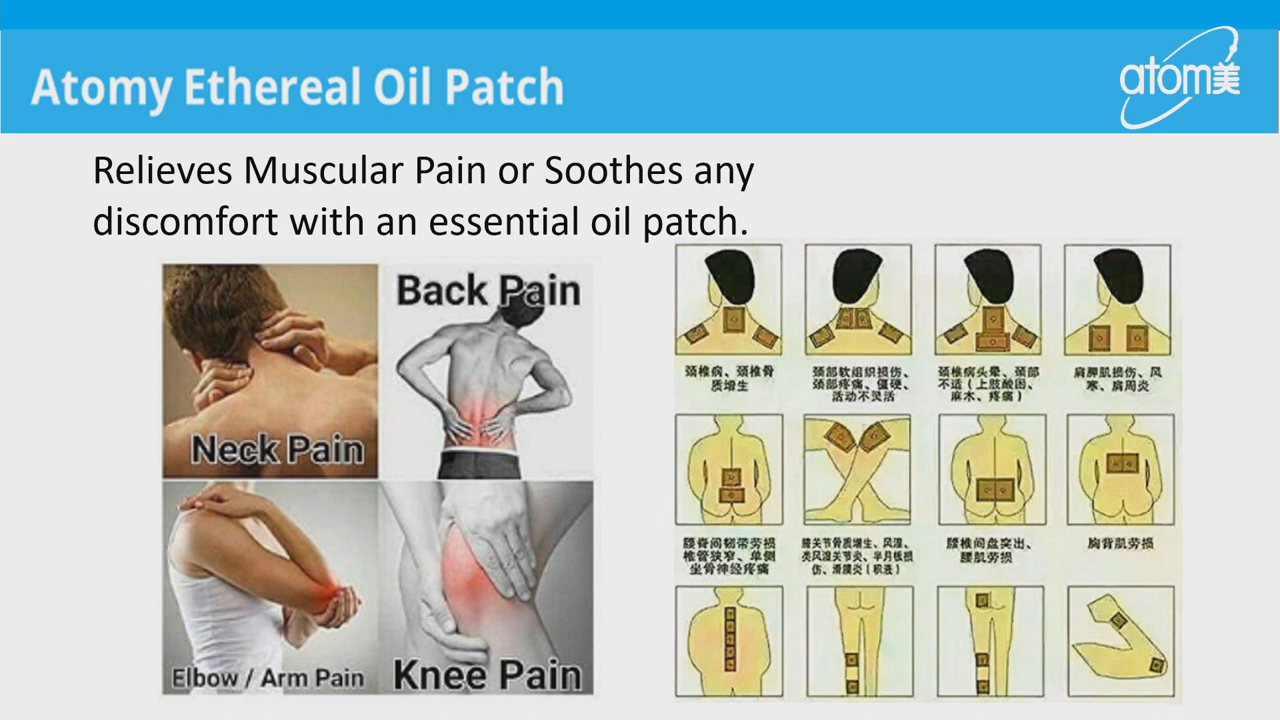 Atomy Ethereal Oil Patch
atom美
Relieves Muscular Pain or Soothes any
discomfort with an essential oil patch.
Neck Pain
Back Pain
Elbow / Arm Pain
Knee Pain
颈椎病、颈椎骨
质增生
颈部软组织损伤、
颈部疼痛、僵硬、
活动不灵活
颈椎病头晕、颈部
不适（上肢酸困、
麻木、疼痛）
肩胛肌损伤、风
寒、肩周炎
腰脊间韧带劳损
椎管狭窄、单侧
坐骨神经疼痛
膝关节骨质增生、风湿、
类风湿关节炎、半月板损
伤、滑膜炎（积液）
腰椎间盘突出、
腰肌劳损
胸背肌劳损